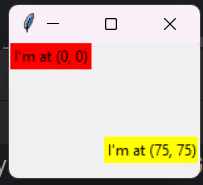 I'm at (0, 0)
I'm at (75, 75)